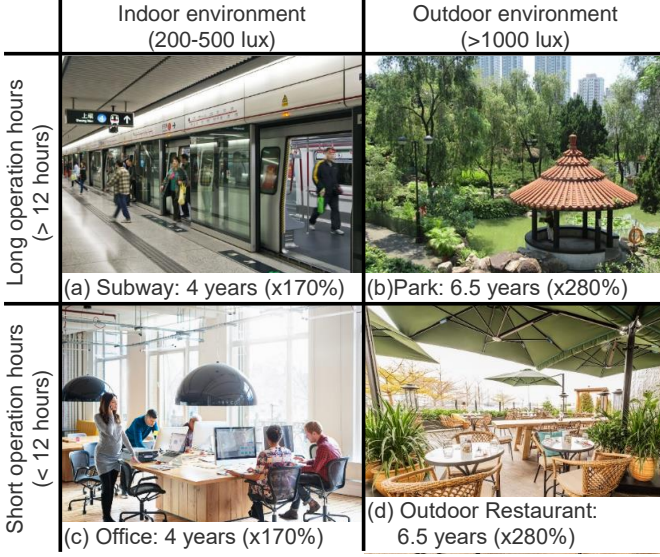 Indoor environment
(200-500 lux)
Outdoor environment
(>1000 lux)
Long operation hours
(> 12 hours)
(a) Subway: 4 years (x170%)
(b)Park: 6.5 years (x280%)
Short operation hours
(< 12 hours)
(c) Office: 4 years (x170%)
(d) Outdoor Restaurant:
6.5 years (x280%)